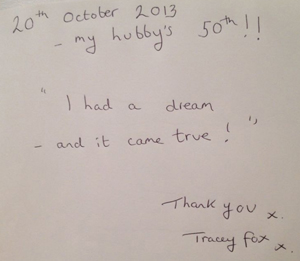 20th October 2013
- my hubby's 50th!!
" I had a dream
- and it came true! "
Thank you x.
Tracey Fox x.